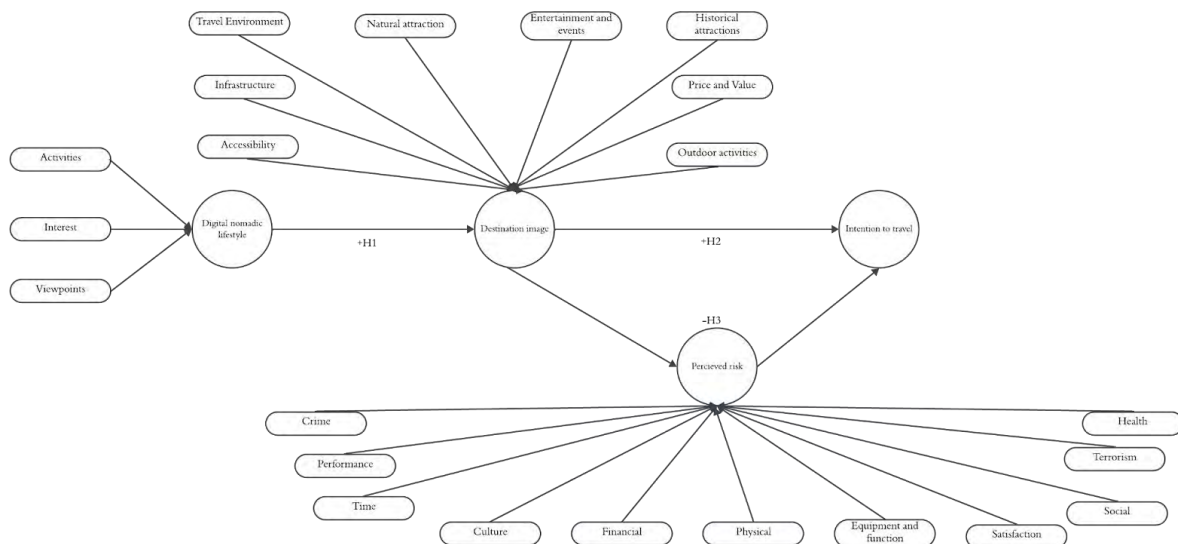 Travel Environment
Natural attraction
Entertainment and
events
Historical
attractions
Infrastructure
Price and Value
Accessibility
Outdoor activities
Activities
Interest
Viewpoints
Digital nomadic
lifestyle
+H1
Destination image
+H2
Intention to travel
-H3
Percieved risk
Crime
Health
Performance
Terrorism
Time
Social
Culture
Financial
Physical
Equipment and
function
Satisfaction